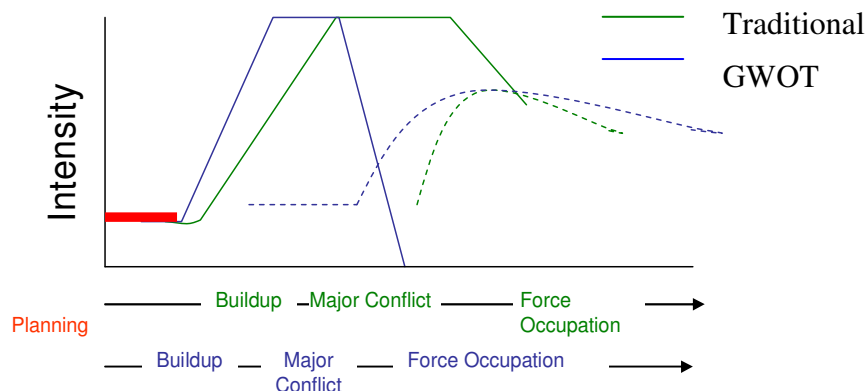 Traditional
GWOT
Intensity
Buildup Major Conflict Force
Occupation
Planning
Buildup Major Force Occupation
Conflict